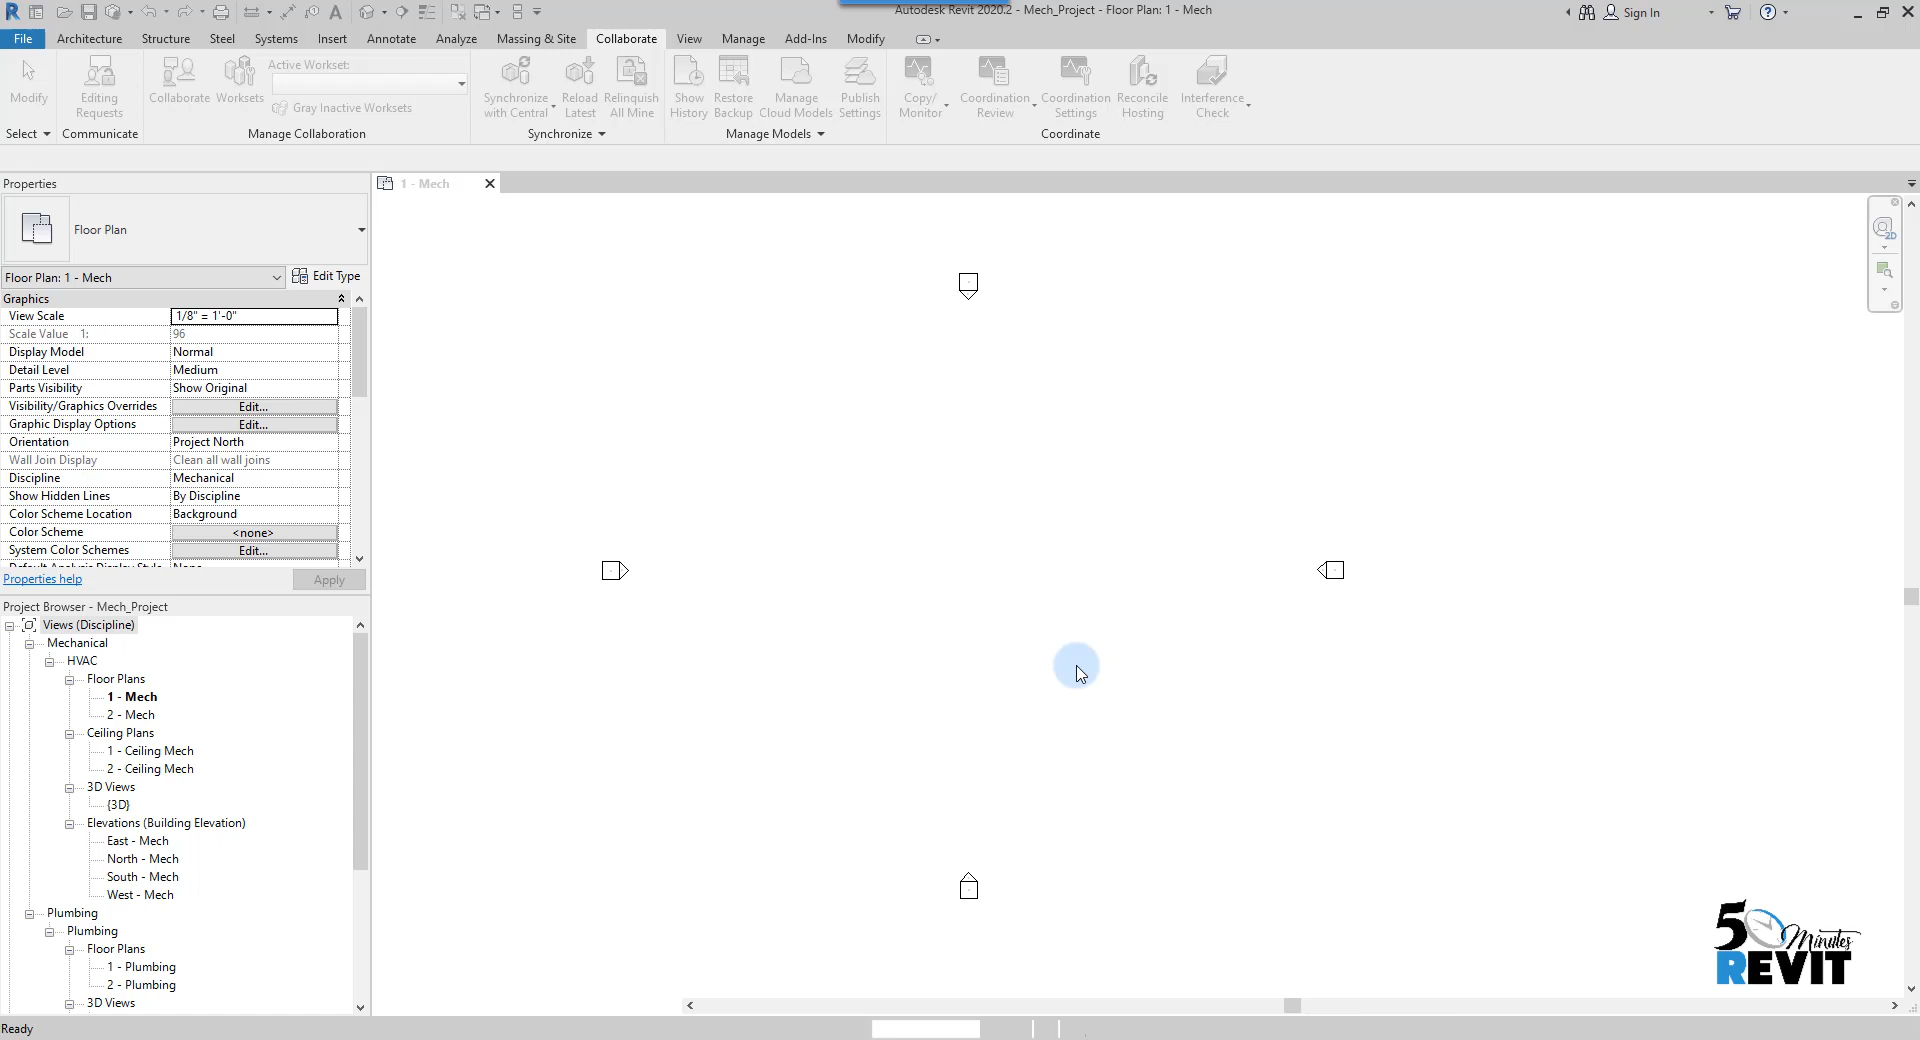 Autodesk Revit 2020.2 - Mech_Project - Floor Plan: 1 - Mech
Sign In
File Architecture Structure Steel Systems Insert Annotate Analyze Massing & Site Collaborate View Manage Add-Ins Modify
Modify
Select
Editing Requests
Communicate
Collaborate
Worksets
Active Workset:
Gray Inactive Worksets
Manage Collaboration
Synchronize with Central
Reload Latest
Relinquish All Mine
Synchronize
Show History
Restore Backup
Manage Cloud Models
Publish Settings
Manage Models
Copy/ Monitor
Coordination Review
Coordination Settings
Reconcile Hosting
Interference Check
Coordinate
Properties
Floor Plan
Floor Plan: 1 - Mech
Edit Type
Graphics
View Scale 1/8" = 1'-0"
Scale Value 1: 96
Display Model Normal
Detail Level Medium
Parts Visibility Show Original
Visibility/Graphics Overrides Edit...
Graphic Display Options Edit...
Orientation Project North
Wall Join Display Clean all wall joins
Discipline Mechanical
Show Hidden Lines By Discipline
Color Scheme Location Background
Color Scheme <none>
System Color Schemes Edit...
Default Analysis Display Style None
Properties help
Apply
Project Browser - Mech_Project
Views (Discipline)
Mechanical
HVAC
Floor Plans
1 - Mech
2 - Mech
Ceiling Plans
1 - Ceiling Mech
2 - Ceiling Mech
3D Views
{3D}
Elevations (Building Elevation)
East - Mech
North - Mech
South - Mech
West - Mech
Plumbing
Plumbing
Floor Plans
1 - Plumbing
2 - Plumbing
3D Views
Ready
1 - Mech
2D
50 Minutes
REVIT